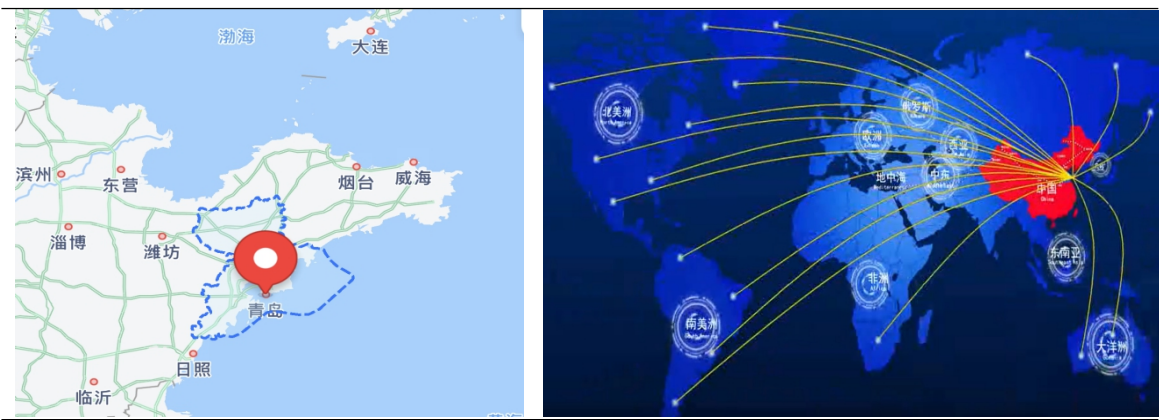 渤海
大连
滨州
东营
烟台
威海
淄博
潍坊
青岛
日照
临沂
北美洲
俄罗斯
欧洲
西亚
地中海
中东
中国
China
东南亚
非洲
南美洲
大洋洲